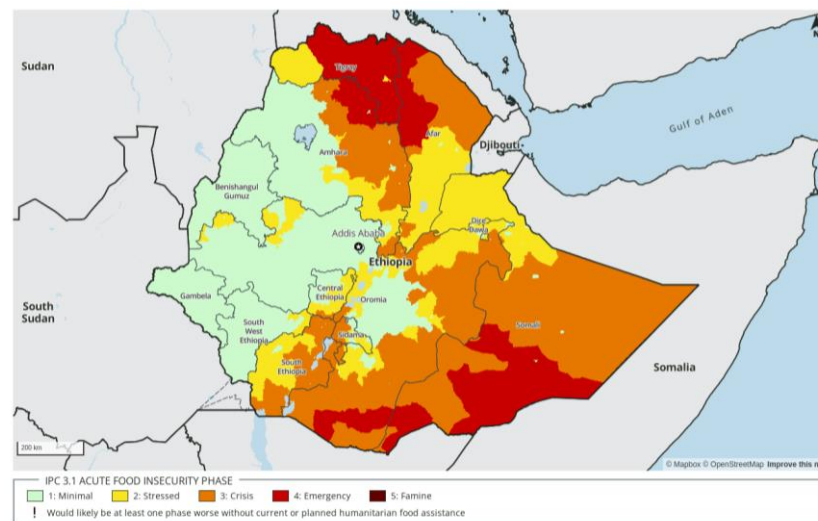 Sudan
Tigray
Gulf of Aden
Afar
Djibouti
Amhara
Benishangul
Gumuz
Dire
Dawa
Addis Ababa
Ethiopia
Central
Ethiopia
Oromia
Gambela
South
Sudan
South
West
Ethiopia
Sidama
Somali
South
Ethiopia
Somalia
200 km
© Mapbox © OpenStreetMap Improve this m
IPC 3.1 ACUTE FOOD INSECURITY PHASE
1: Minimal 2: Stressed 3: Crisis 4: Emergency 5: Famine
! Would likely be at least one phase worse without current or planned humanitarian food assistance